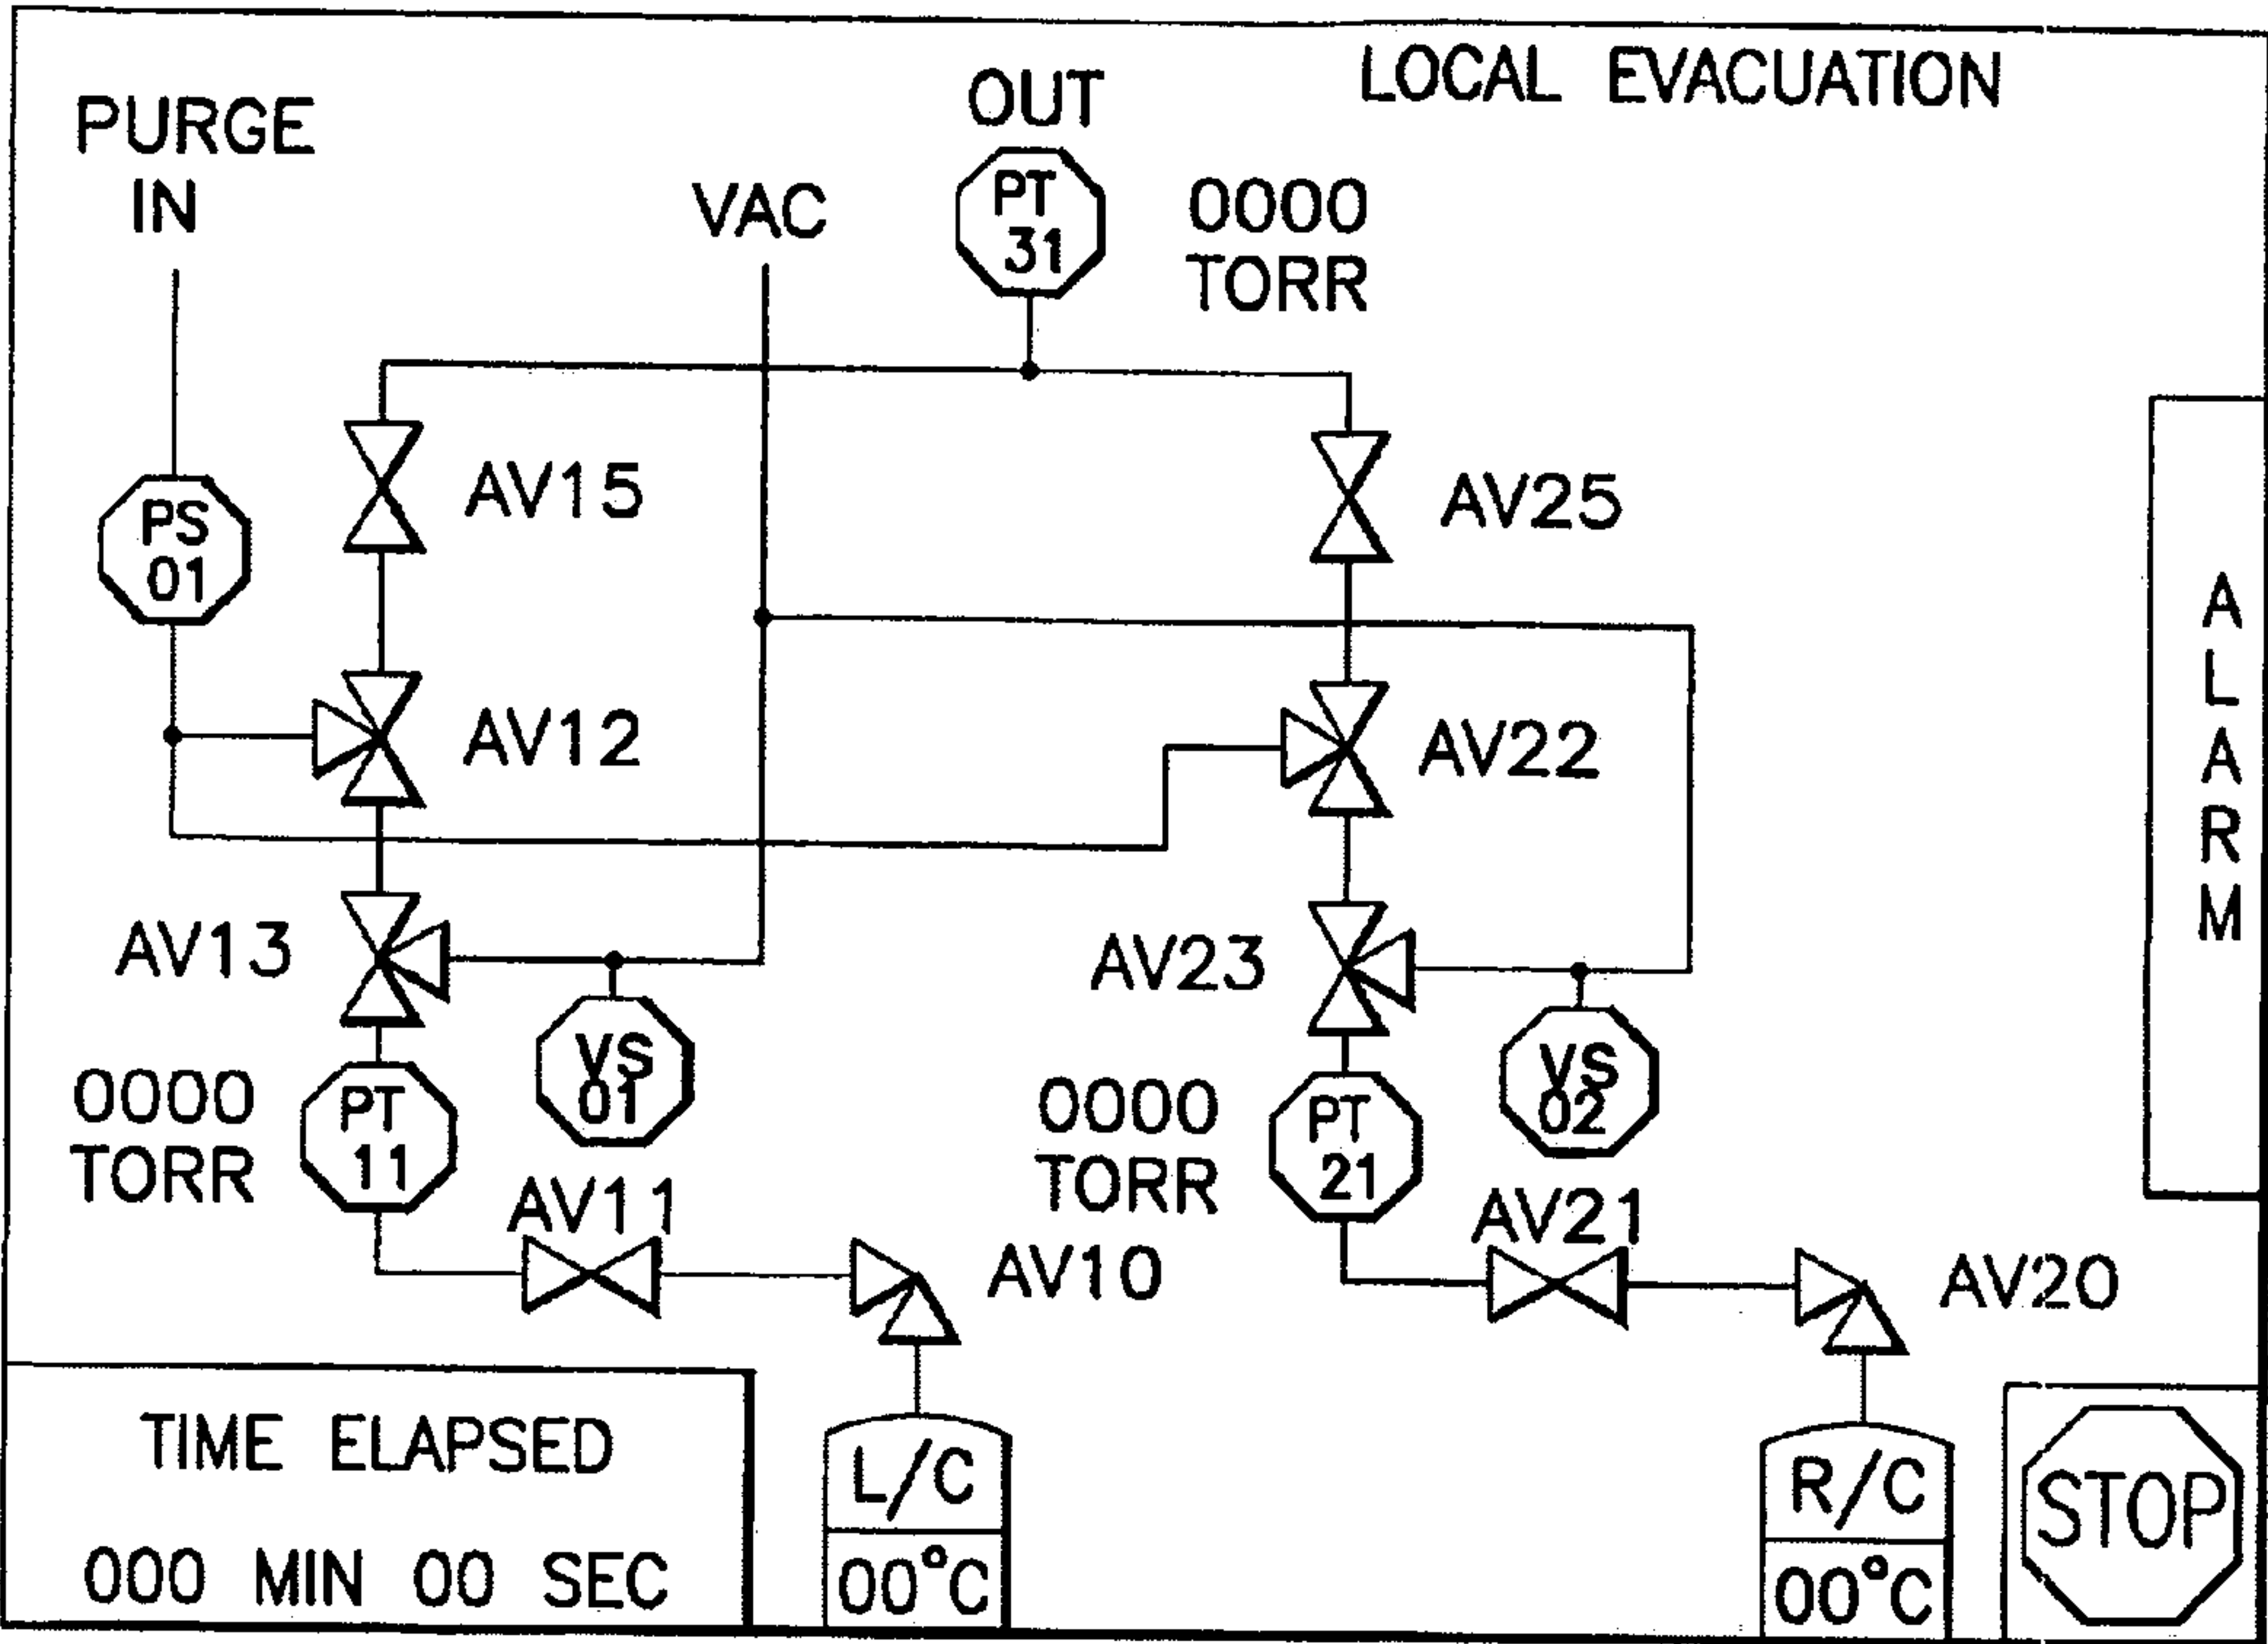 LOCAL EVACUATION
PURGE
IN
VAC
OUT
PT
31
0000
TORR
PS
01
AV15
AV25
AV12
AV22
AV13
AV23
VS
01
VS
02
0000
TORR
PT
11
0000
TORR
PT
21
AV11
AV10
AV21
AV20
ALARM
TIME ELAPSED
000 MIN 00 SEC
L/C
00°C
R/C
00°C
STOP